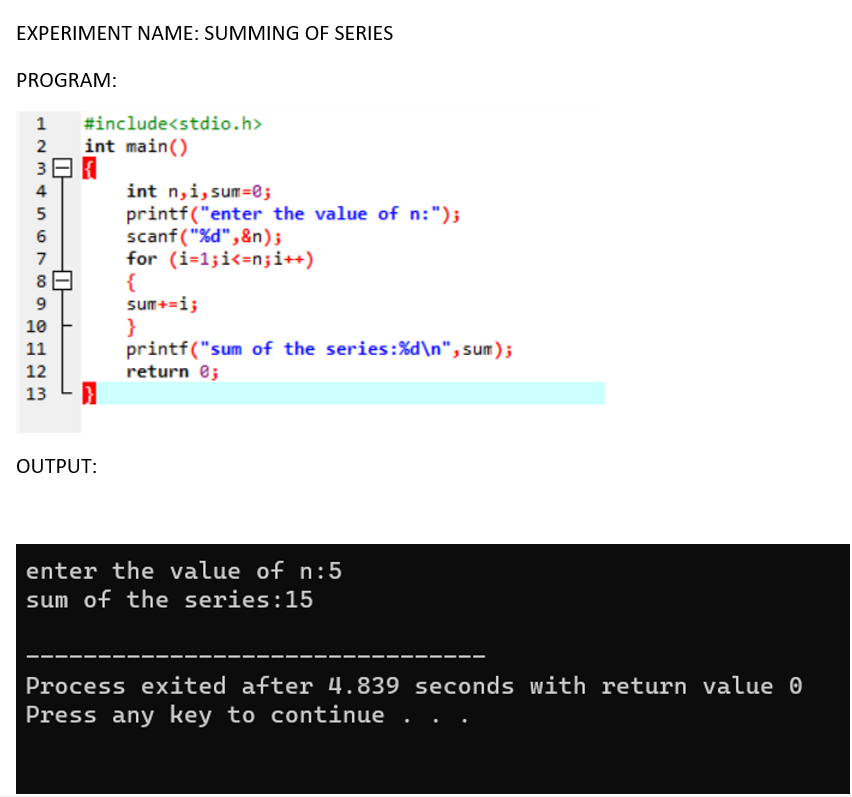 EXPERIMENT NAME: SUMMING OF SERIES
PROGRAM:
1 #include<stdio.h>
2 int main()
3 {
4 int n,i,sum=0;
5 printf("enter the value of n:");
6 scanf("%d",&n);
7 for (i=1;i<=n;i++)
8 {
9 sum+=i;
10 }
11 printf("sum of the series:%d\n",sum);
12 return 0;
13 }
OUTPUT:
enter the value of n:5
sum of the series:15
--------------------------------
Process exited after 4.839 seconds with return value 0
Press any key to continue . . .